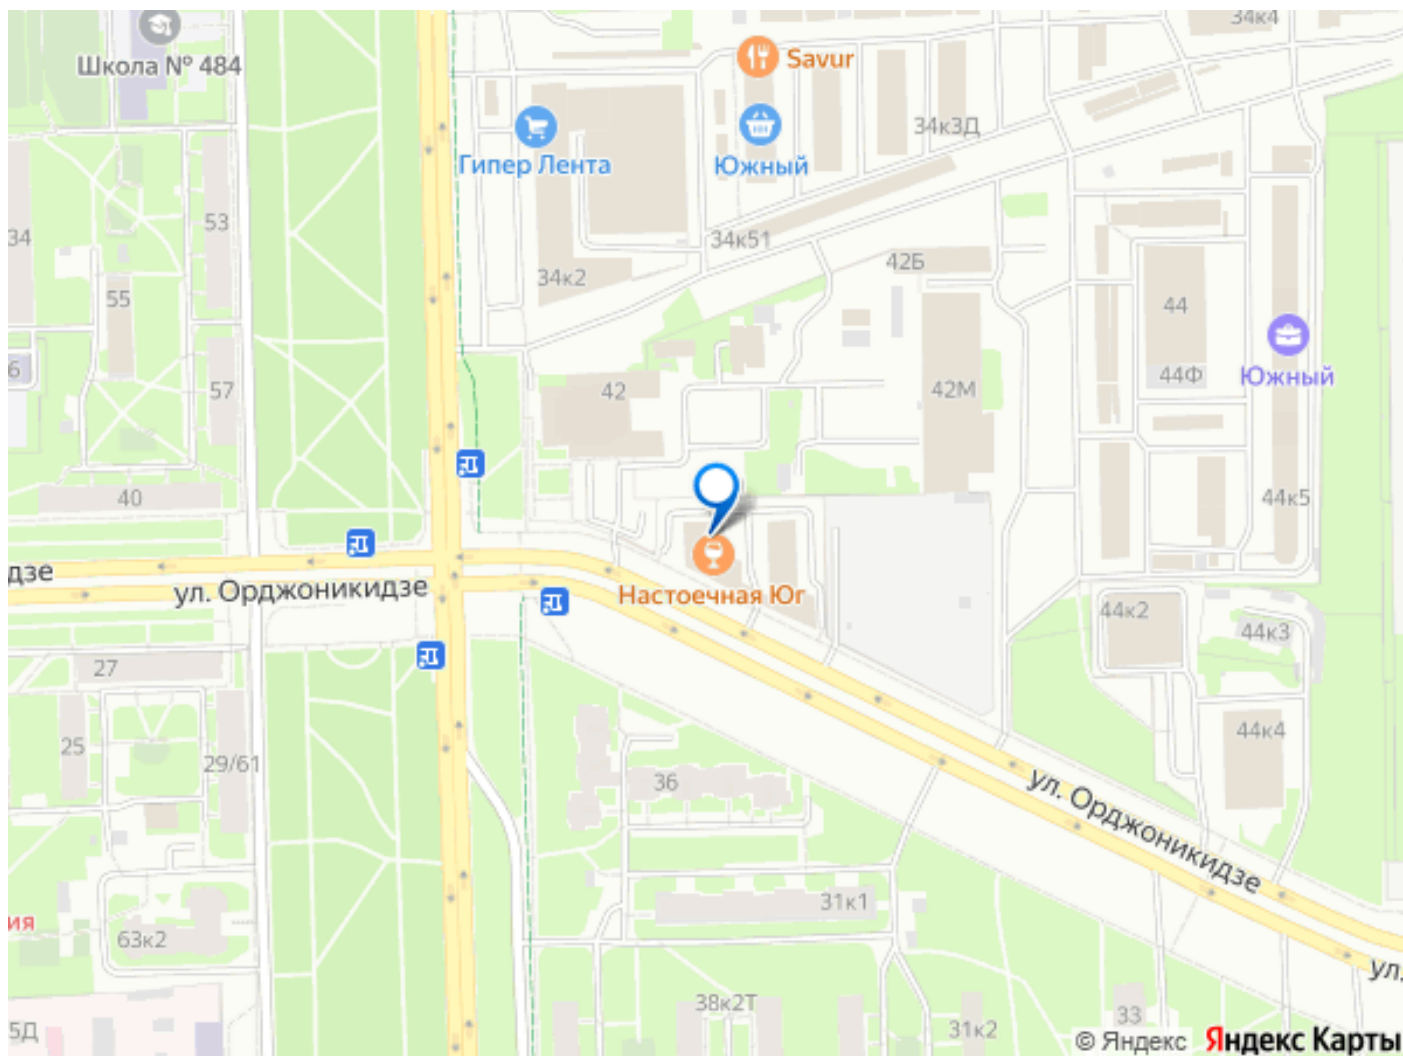 34к4
Школа № 484
Savur
34к3Д
Гипер Лента
Южный
34
53
34к51
42Б
34к2
55
44
6
57
42
42М
44Ф
Южный
40
44к5
дзе
ул. Орджоникидзе
Настоечная Юг
44к2
44к3
27
25
29/61
36
44к4
ул. Орджоникидзе
31к1
ия
63к2
ул.
38к2Т
31к2
33
5Д
© Яндекс
Яндекс Карты